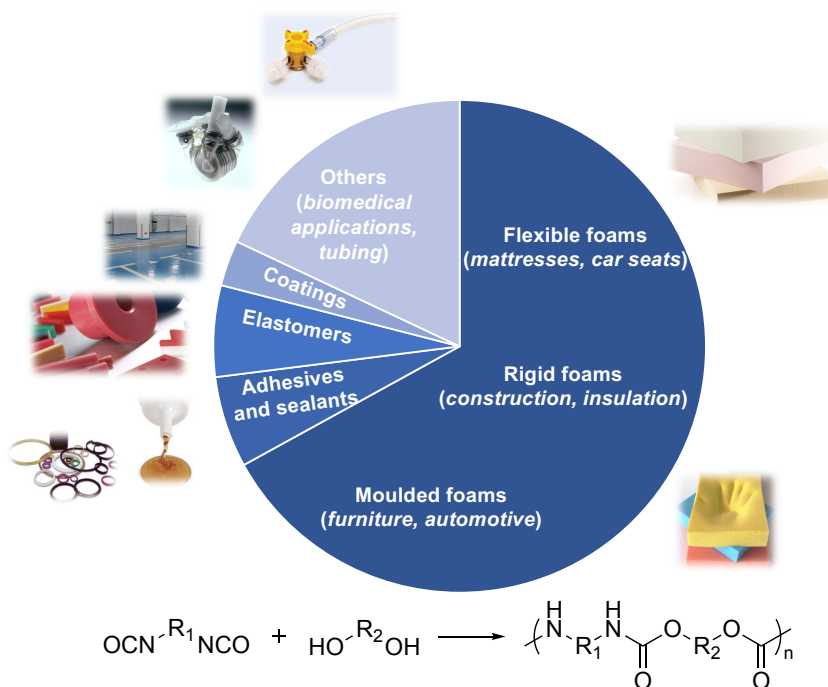 Others
(biomedical
applications,
tubing)
Flexible foams
(mattresses, car seats)
Coatings
Elastomers
Rigid foams
(construction, insulation)
Adhesives
and sealants
Moulded foams
(furniture, automotive)
OCN R1 NCO + HO R2 OH
H N R1 H N O O R2 O O n